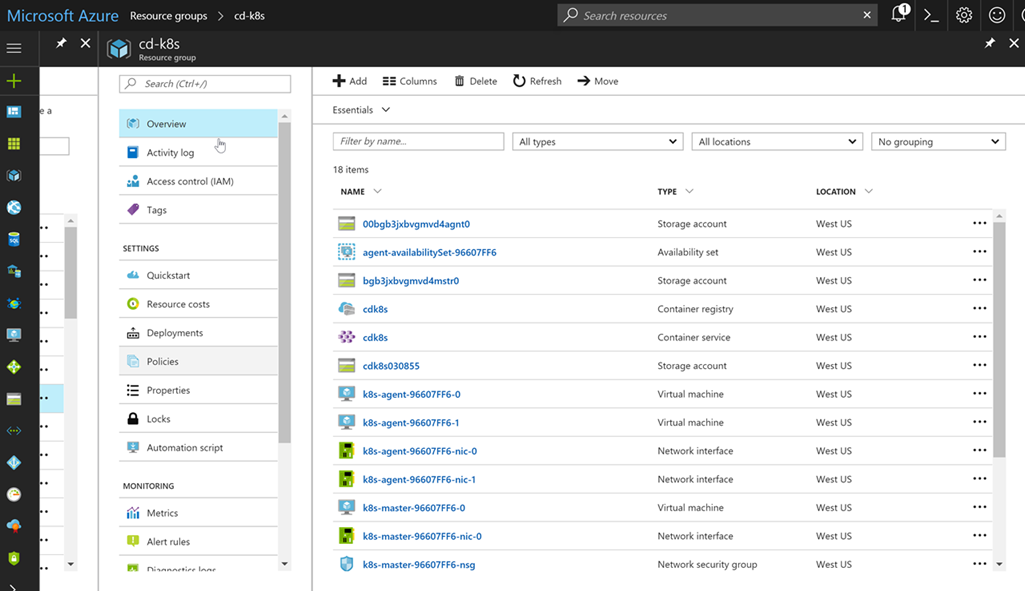 Microsoft Azure Resource groups > cd-k8s Search resources × 1
cd-k8s
Resource group
e a
Search (Ctrl+/)
Overview
Activity log
Access control (IAM)
Tags
SETTINGS
Quickstart
Resource costs
Deployments
Policies
Properties
Locks
Automation script
MONITORING
Metrics
Alert rules
Diagnostics logs
Add Columns Delete Refresh Move
Essentials
Filter by name... All types All locations No grouping
18 items
NAME TYPE LOCATION
00bgb3jxbvgmvd4agnt0 Storage account West US
agent-availabilitySet-96607FF6 Availability set West US
bgb3jxbvgmvd4mstr0 Storage account West US
cdk8s Container registry West US
cdk8s Container service West US
cdk8s030855 Storage account West US
k8s-agent-96607FF6-0 Virtual machine West US
k8s-agent-96607FF6-1 Virtual machine West US
k8s-agent-96607FF6-nic-0 Network interface West US
k8s-agent-96607FF6-nic-1 Network interface West US
k8s-master-96607FF6-0 Virtual machine West US
k8s-master-96607FF6-nic-0 Network interface West US
k8s-master-96607FF6-nsg Network security group West US